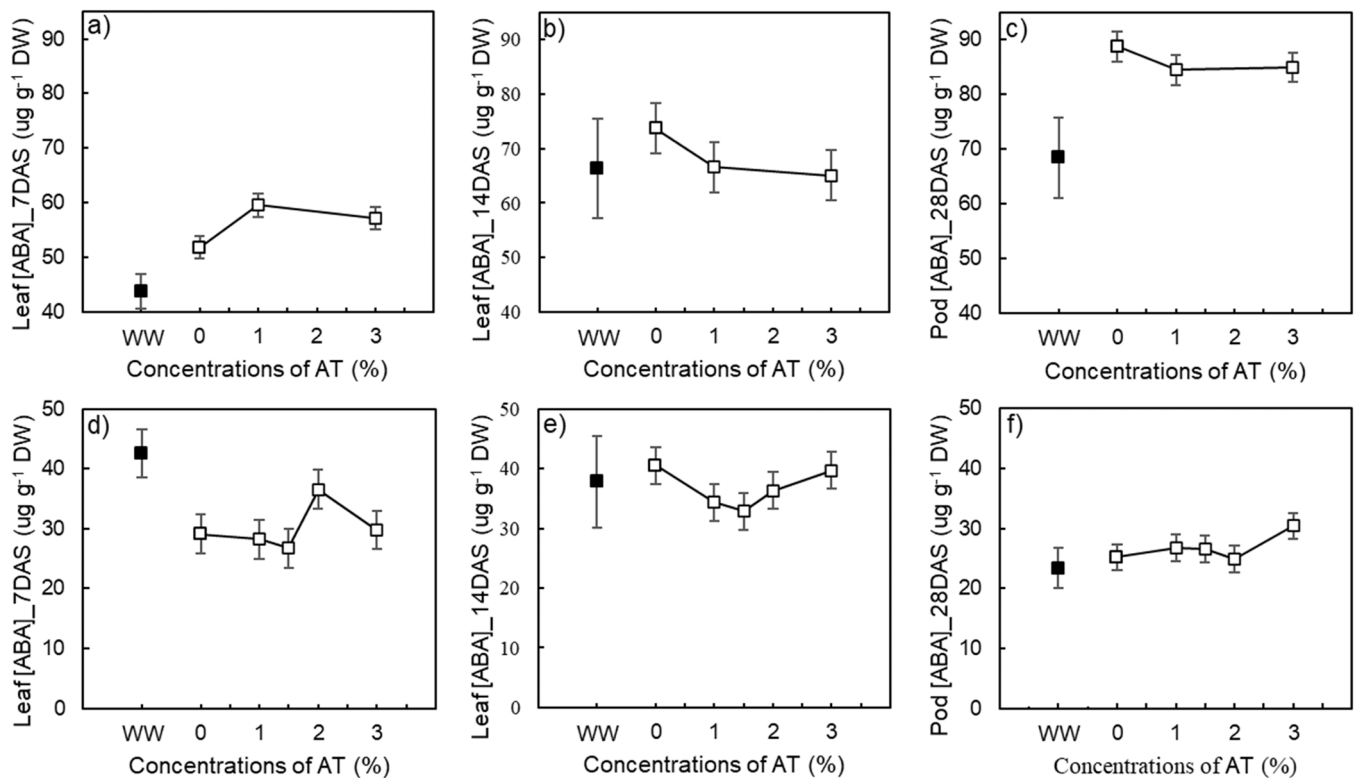 a)
Leaf [ABA]_7DAS (ug g⁻¹ DW)
90
80
70
60
50
40
WW 0 1 2 3
Concentrations of AT (%)
b)
Leaf [ABA]_14DAS (ug g⁻¹ DW)
90
80
70
60
50
40
WW 0 1 2 3
Concentrations of AT (%)
c)
Pod [ABA]_28DAS (ug g⁻¹ DW)
90
80
70
60
50
40
WW 0 1 2 3
Concentrations of AT (%)
d)
Leaf [ABA]_7DAS (ug g⁻¹ DW)
50
40
30
20
10
0
WW 0 1 2 3
Concentrations of AT (%)
e)
Leaf [ABA]_14DAS (ug g⁻¹ DW)
50
40
30
20
10
0
WW 0 1 2 3
Concentrations of AT (%)
f)
Pod [ABA]_28DAS (ug g⁻¹ DW)
50
40
30
20
10
0
WW 0 1 2 3
Concentrations of AT (%)